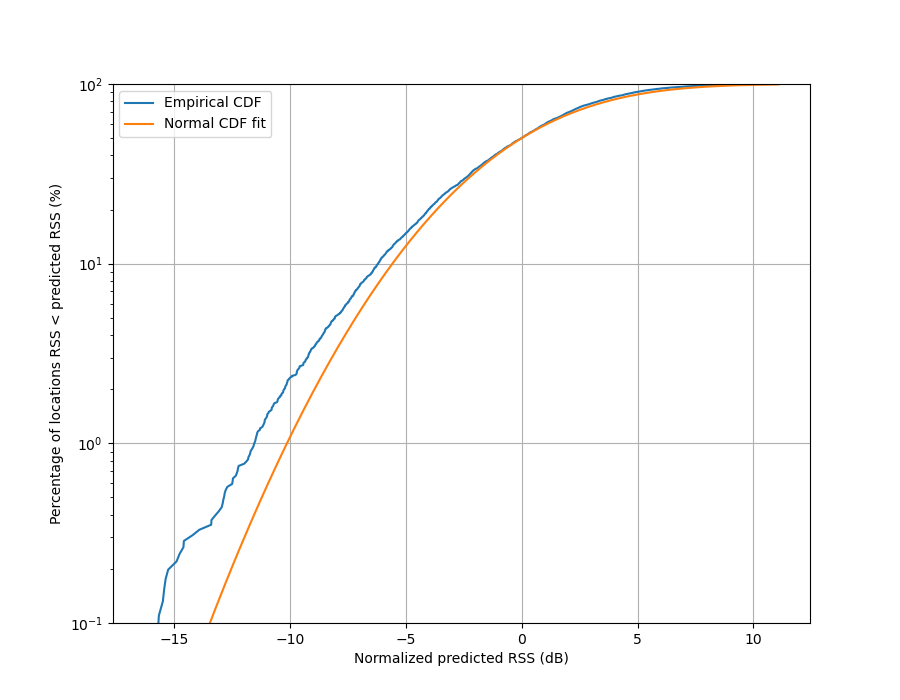 Empirical CDF
Normal CDF fit
Percentage of locations RSS < predicted RSS (%)
10²
10¹
10⁰
10⁻¹
−15 −10 −5 0 5 10
Normalized predicted RSS (dB)